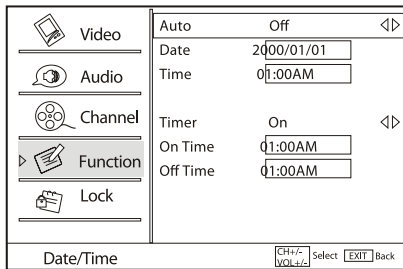 Video
Audio
Channel
Function
Lock
Auto Off
Date 2000/01/01
Time 01:00AM
Timer On
On Time 01:00AM
Off Time 01:00AM
Date/Time
CH+/-
VOL+/- Select EXIT Back